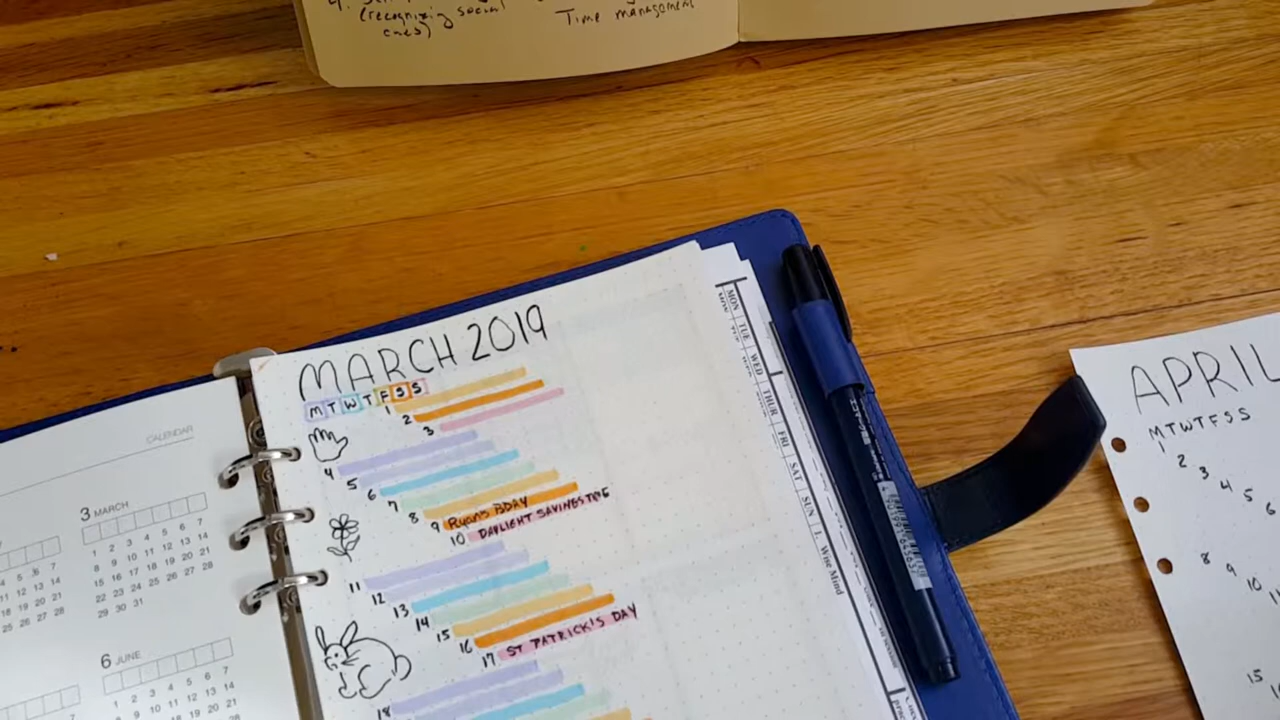 (recognizing social
cues)
Time management
CALENDAR
3 MARCH
1 2 3 4 5 6 7
8 9 10 11 12 13 14
15 16 17 18 19 20 21
22 23 24 25 26 27 28
29 30 31
6 JUNE
MARCH 2019
M T W T F S S
1
2
3
4
5
6
7
8
9 RYANS BDAY
10 DAYLIGHT SAVINGS TIME
11
12
13
14
15
16
17 ST PATRICK'S DAY
18
MON TUE WED THUR FRI SAT SUN
1. Wise Mind
APRIL
M T W T F S S
2
3
4
5
6
8
9
10
15